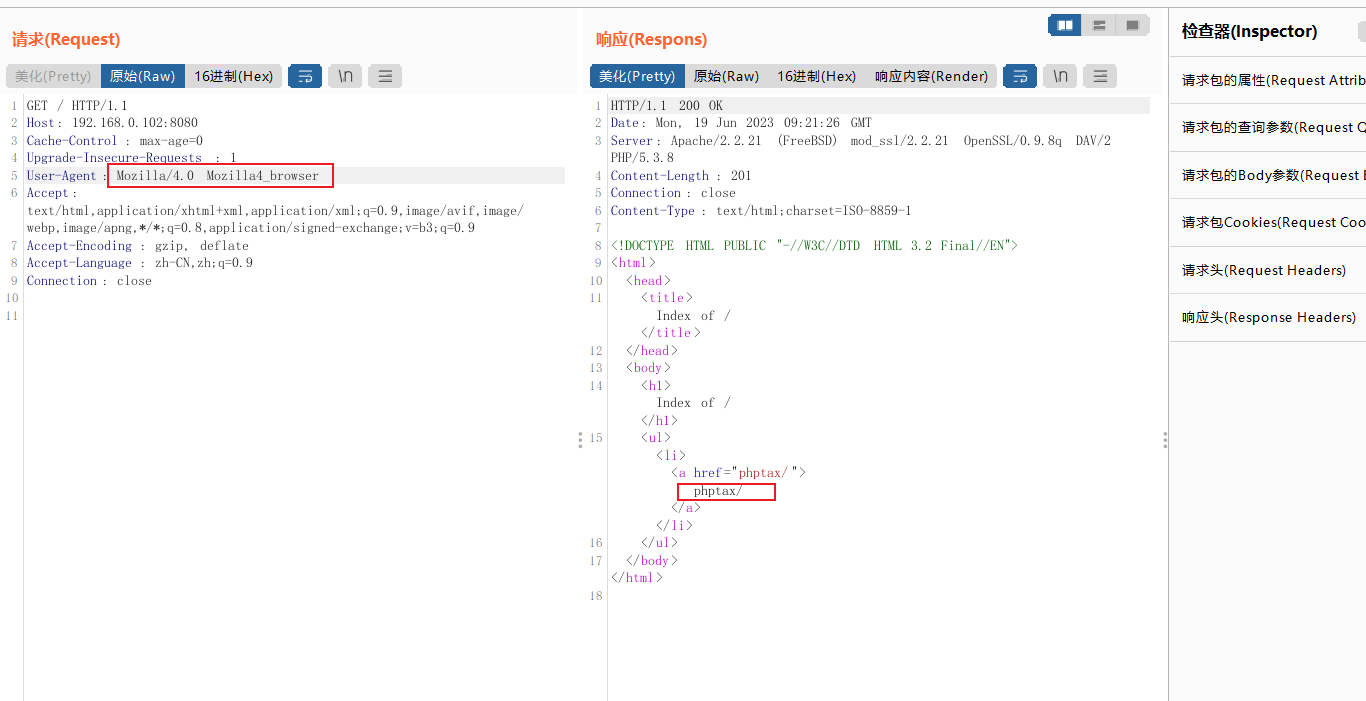 请求(Request)
美化(Pretty) 原始(Raw) 16进制(Hex) \n
1 GET / HTTP/1.1
2 Host: 192.168.0.102:8080
3 Cache-Control : max-age=0
4 Upgrade-Insecure-Requests : 1
5 User-Agent : Mozilla/4.0 Mozilla4_browser
6 Accept :
text/html,application/xhtml+xml,application/xml;q=0.9,image/avif,image/
webp,image/apng,*/*;q=0.8,application/signed-exchange;v=b3;q=0.9
7 Accept-Encoding : gzip, deflate
8 Accept-Language : zh-CN,zh;q=0.9
9 Connection : close
10
11
响应(Respons)
美化(Pretty) 原始(Raw) 16进制(Hex) 响应内容(Render) \n
1 HTTP/1.1 200 OK
2 Date: Mon, 19 Jun 2023 09:21:26 GMT
3 Server: Apache/2.2.21 (FreeBSD) mod_ssl/2.2.21 OpenSSL/0.9.8q DAV/2
PHP/5.3.8
4 Content-Length : 201
5 Connection : close
6 Content-Type : text/html;charset=ISO-8859-1
7
8 <!DOCTYPE HTML PUBLIC "-//W3C//DTD HTML 3.2 Final//EN">
9 <html>
10 <head>
11 <title>
Index of /
</title>
12 </head>
13 <body>
14 <h1>
Index of /
</h1>
15 <ul>
<li>
<a href="phptax/">
phptax/
</a>
</li>
16 </ul>
17 </body>
</html>
18
检查器(Inspector)
请求包的属性(Request Attrib
请求包的查询参数(Request Q
请求包的Body参数(Request B
请求包Cookies(Request Coo
请求头(Request Headers)
响应头(Response Headers)